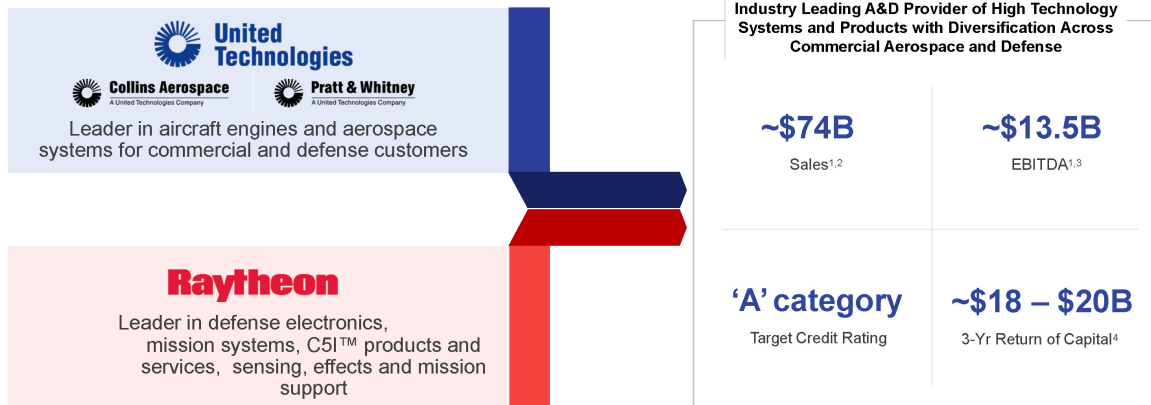 United
Technologies
Collins Aerospace
A United Technologies Company
Pratt & Whitney
A United Technologies Company
Leader in aircraft engines and aerospace
systems for commercial and defense customers
Raytheon
Leader in defense electronics,
mission systems, C5I™ products and
services, sensing, effects and mission
support
Industry Leading A&D Provider of High Technology
Systems and Products with Diversification Across
Commercial Aerospace and Defense
~$74B
Sales1,2
~$13.5B
EBITDA1,3
‘A’ category
Target Credit Rating
~$18 – $20B
3-Yr Return of Capital4